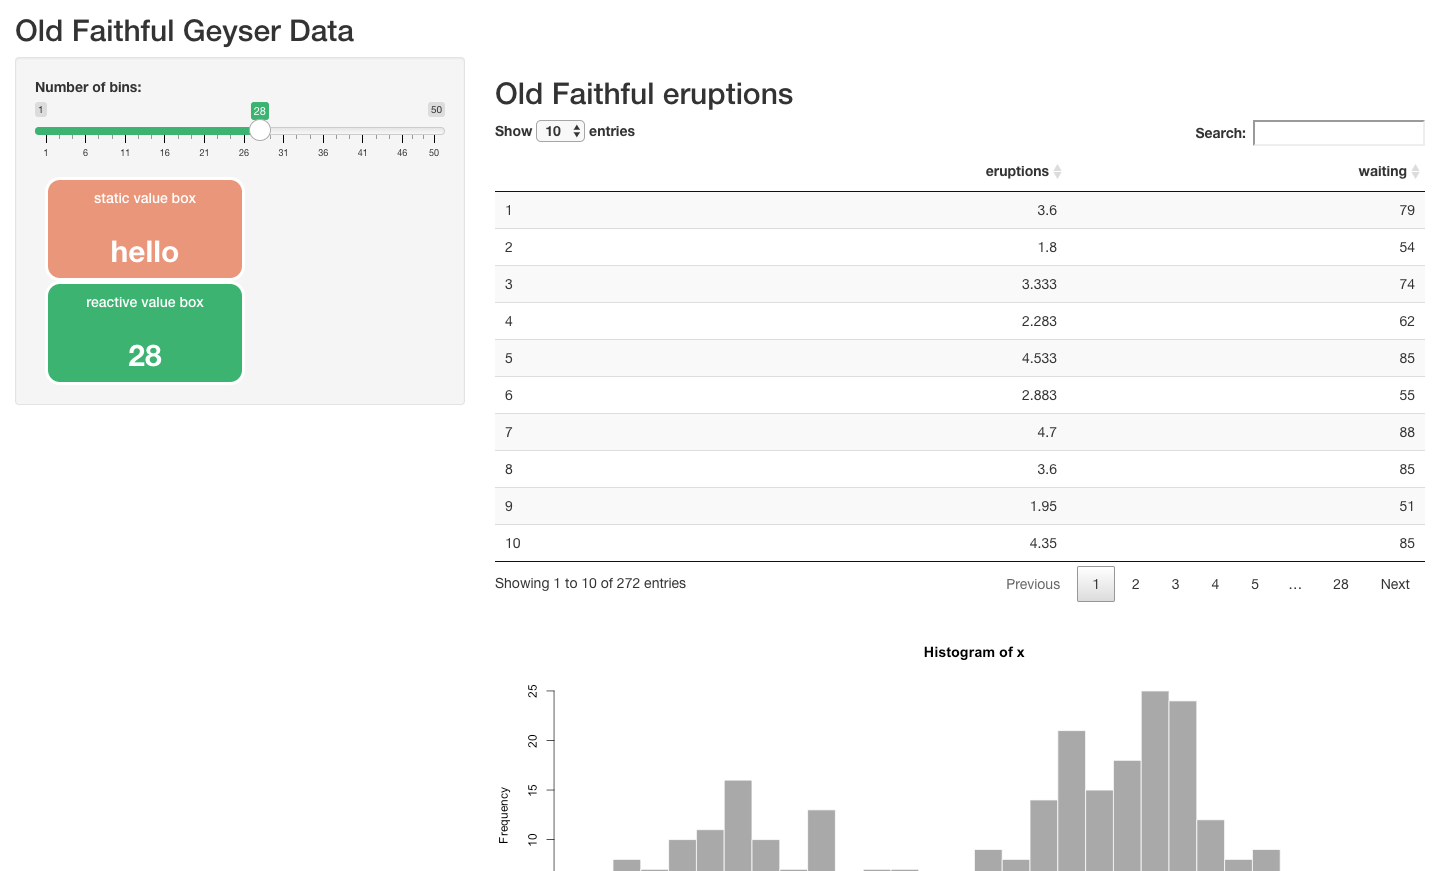 Old Faithful Geyser Data
Number of bins:
1 28 50
1 6 11 16 21 26 31 36 41 46 50
static value box
hello
reactive value box
28
Old Faithful eruptions
Show 10 entries Search:
eruptions waiting
1 3.6 79
2 1.8 54
3 3.333 74
4 2.283 62
5 4.533 85
6 2.883 55
7 4.7 88
8 3.6 85
9 1.95 51
10 4.35 85
Showing 1 to 10 of 272 entries Previous 1 2 3 4 5 … 28 Next
Histogram of x
25
20
15
10
Frequency